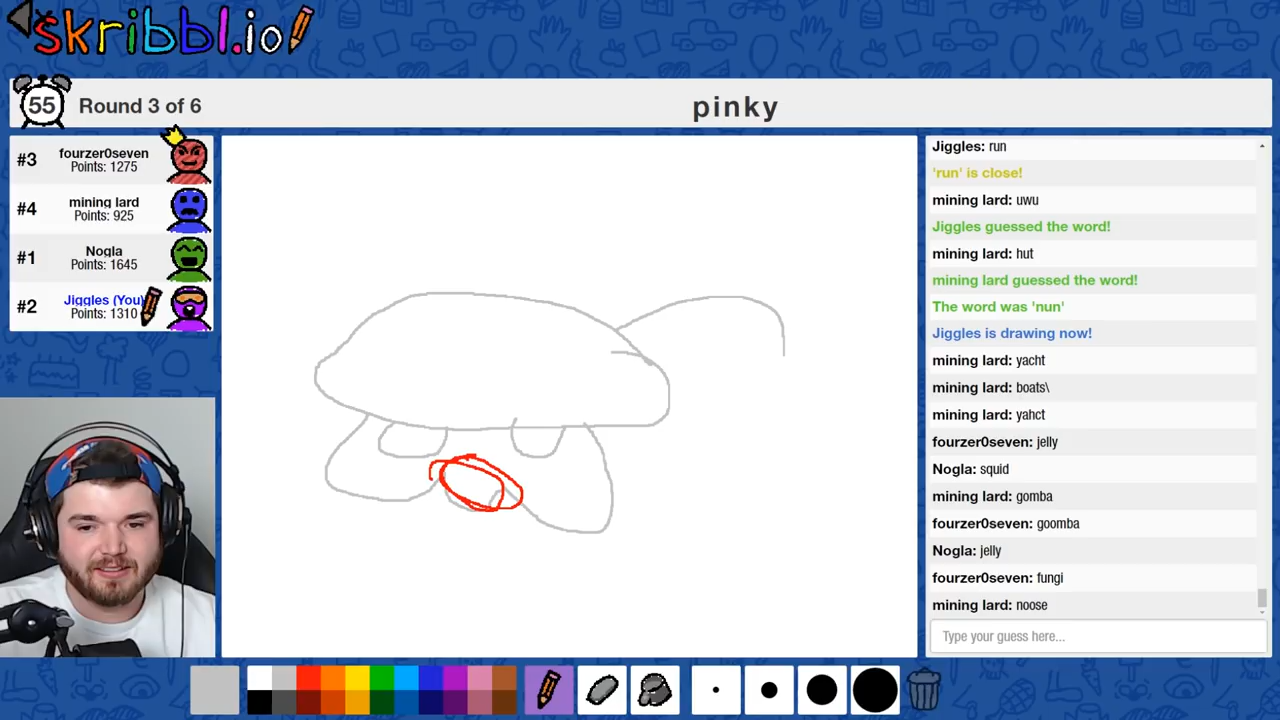 skribbl.io
55
Round 3 of 6
pinky
#3
fourzer0seven
Points: 1275
#4
mining lard
Points: 925
#1
Nogla
Points: 1645
#2
Jiggles (You)
Points: 1310
Jiggles: run
'run' is close!
mining lard: uwu
Jiggles guessed the word!
mining lard: hut
mining lard guessed the word!
The word was 'nun'
Jiggles is drawing now!
mining lard: yacht
mining lard: boats\
mining lard: yahct
fourzer0seven: jelly
Nogla: squid
mining lard: gomba
fourzer0seven: goomba
Nogla: jelly
fourzer0seven: fungi
mining lard: noose
Type your guess here...